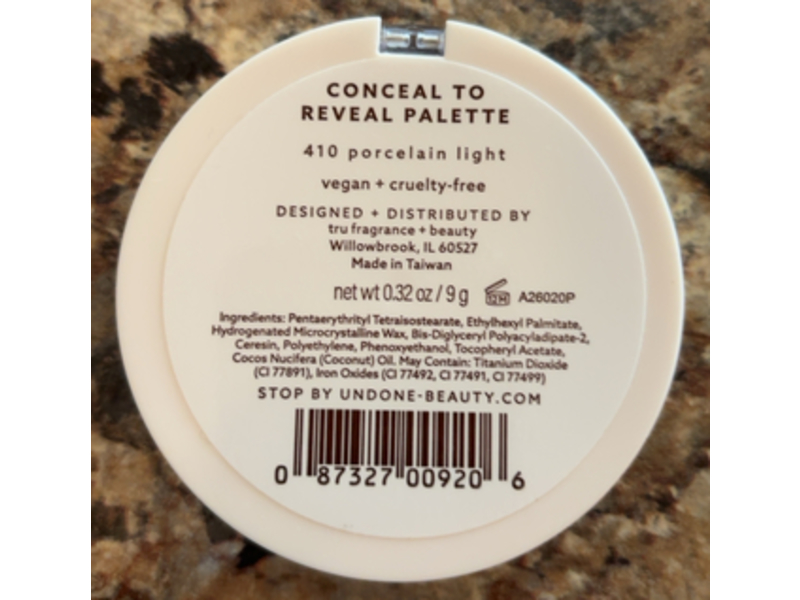 CONCEAL TO
REVEAL PALETTE
410 porcelain light
vegan + cruelty-free
DESIGNED + DISTRIBUTED BY
tru fragrance + beauty
Willowbrook, IL 60527
Made in Taiwan
net wt 0.32 oz / 9 g 12M A26020P
Ingredients: Pentaerythrityl Tetraisostearate, Ethylhexyl Palmitate,
Hydrogenated Microcrystalline Wax, Bis-Diglyceryl Polyacyladipate-2,
Ceresin, Polyethylene, Phenoxyethanol, Tocopheryl Acetate,
Cocos Nucifera (Coconut) Oil. May Contain: Titanium Dioxide
(CI 77891), Iron Oxides (CI 77492, CI 77491, CI 77499)
STOP BY UNDONE-BEAUTY.COM
0 87327 00920 6